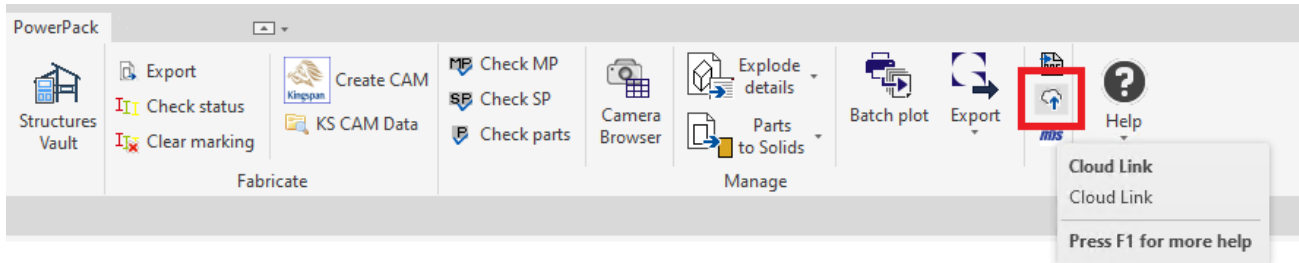 PowerPack
Structures
Vault
Export
Check status
Clear marking
Kingspan
Create CAM
KS CAM Data
Fabricate
MP Check MP
SP Check SP
P Check parts
Camera
Browser
Explode
details
Parts
to Solids
Manage
Batch plot
Export
Help
Cloud Link
Cloud Link
Press F1 for more help